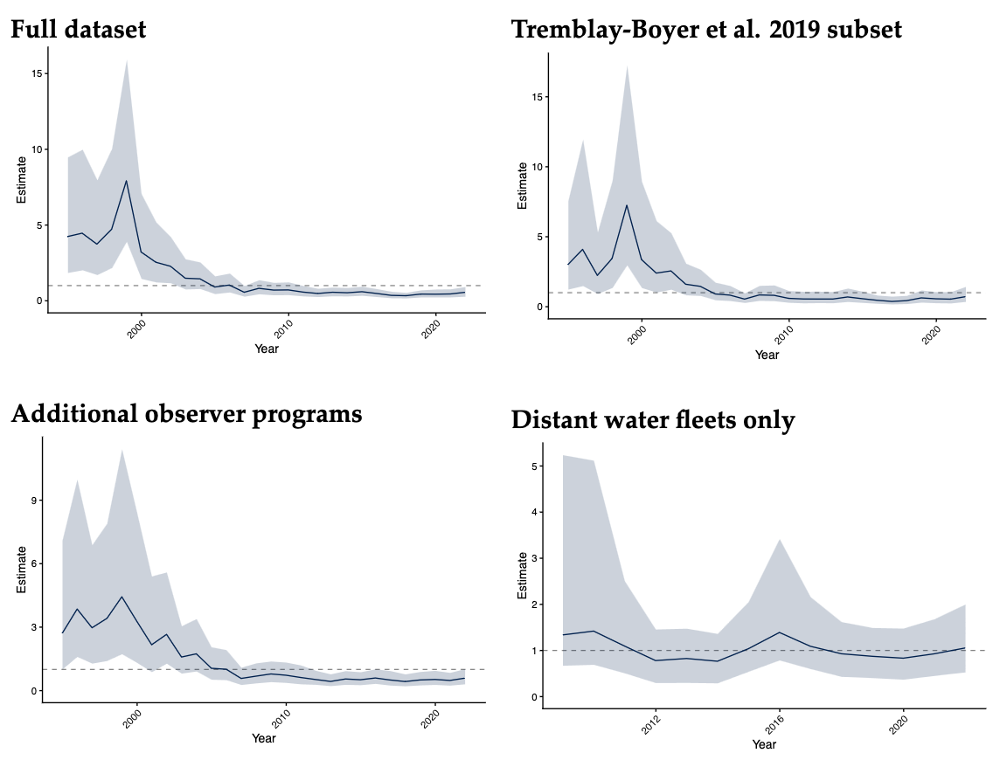 Full dataset
15
10
5
0
Estimate
2000
2010
2020
Year
Tremblay-Boyer et al. 2019 subset
15
10
5
0
Estimate
2000
2010
2020
Year
Additional observer programs
9
6
3
0
Estimate
2000
2010
2020
Year
Distant water fleets only
5
4
3
2
1
0
Estimate
2012
2016
2020
Year